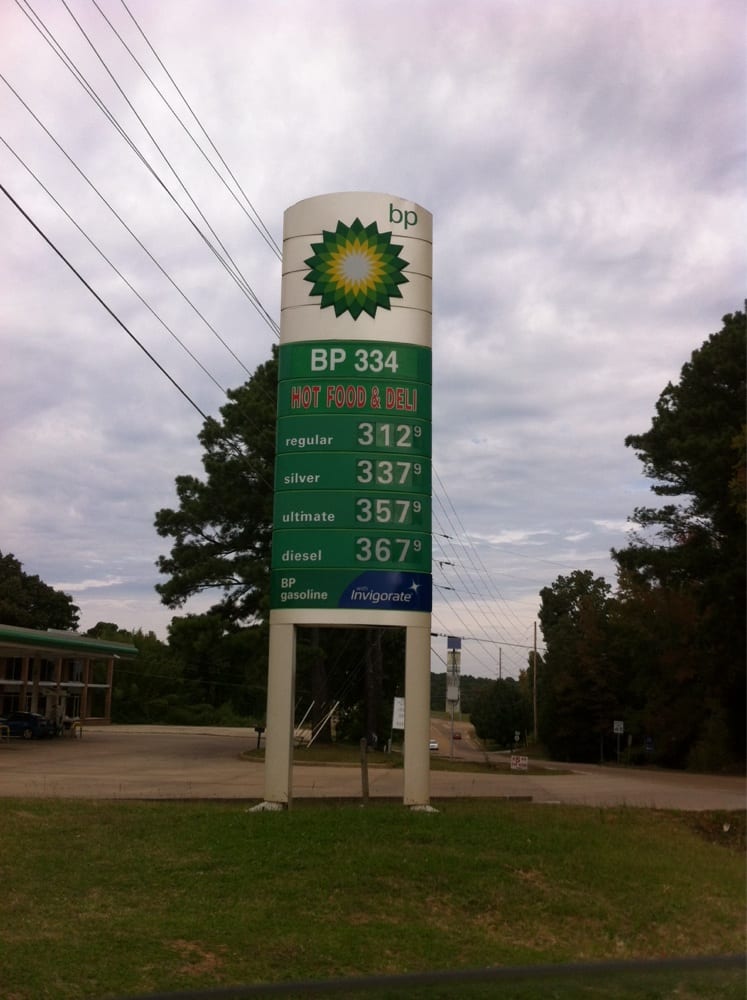 bp
BP 334
HOT FOOD & DELI
regular 312 9
silver 337 9
ultimate 357 9
diesel 367 9
BP
gasoline
with
Invigorate